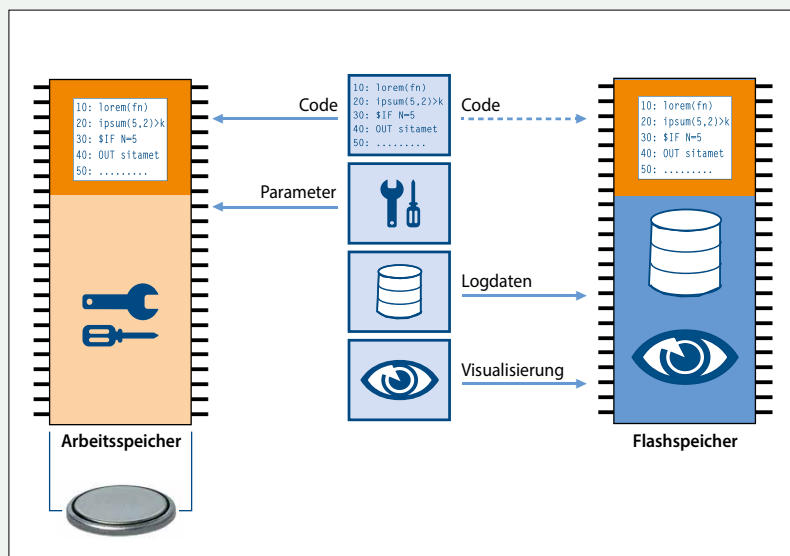 10: lorem(fn)
20: ipsum(5,2)>k
30: $IF N=5
40: OUT sitamet
50: .........
Code
10: lorem(fn)
20: ipsum(5,2)>k
30: $IF N=5
40: OUT sitamet
50: .........
Code
10: lorem(fn)
20: ipsum(5,2)>k
30: $IF N=5
40: OUT sitamet
50: .........
Parameter
Logdaten
Visualisierung
Arbeitsspeicher
Flashspeicher